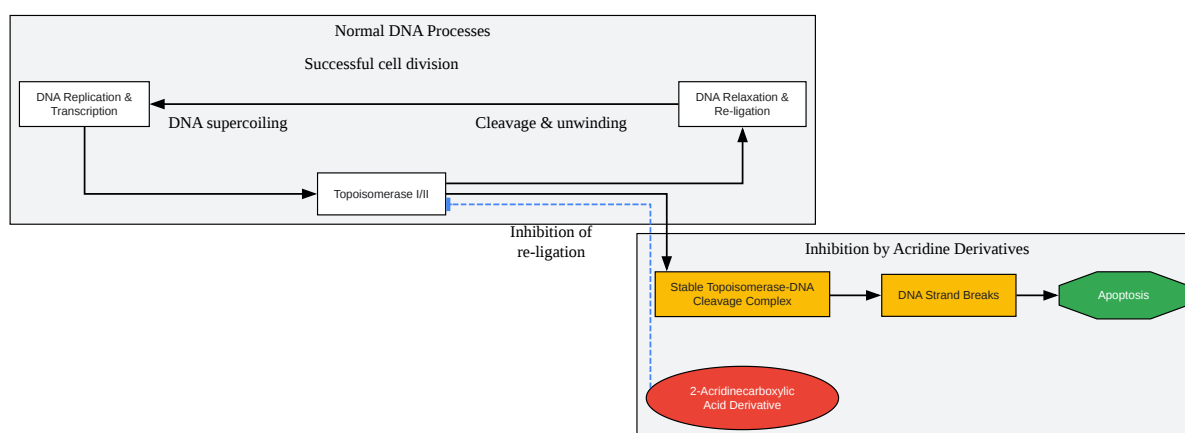 Normal DNA Processes
Successful cell division
DNA Replication &
Transcription
DNA Relaxation &
Re-ligation
DNA supercoiling
Cleavage & unwinding
Topoisomerase I/II
Inhibition of
re-ligation
Inhibition by Acridine Derivatives
Stable Topoisomerase-DNA
Cleavage Complex
DNA Strand Breaks
Apoptosis
2-Acridinecarboxylic
Acid Derivative